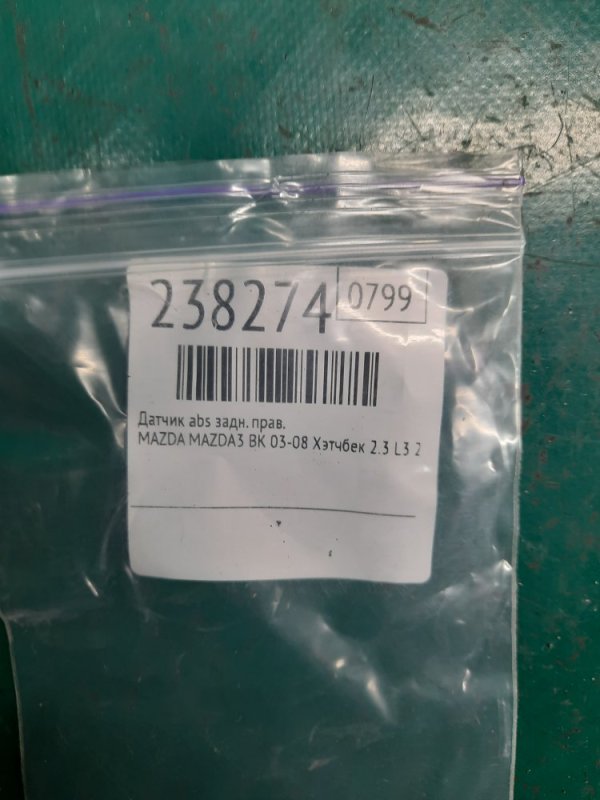 238274 0799
Датчик abs задн. прав.
MAZDA MAZDA3 BK 03-08 Хэтчбек 2.3 L3 2